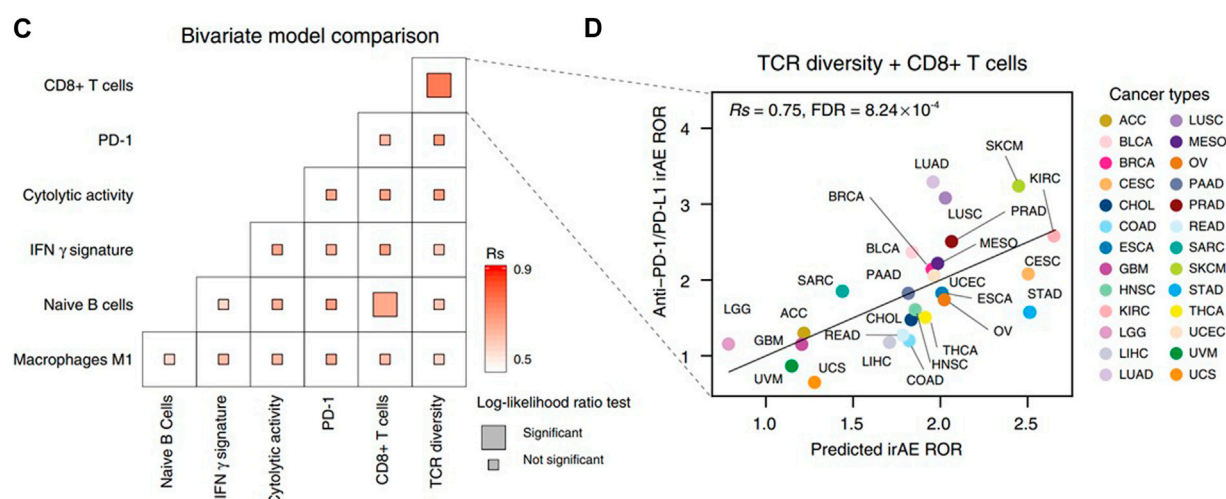 C
Bivariate model comparison
CD8+ T cells
PD-1
Cytolytic activity
IFN γ signature
Naive B cells
Macrophages M1
Naive B Cells
IFN γ signature
Cytolytic activity
PD-1
CD8+ T cells
TCR diversity
Rs
0.9
0.5
Log-likelihood ratio test
Significant
Not significant
D
TCR diversity + CD8+ T cells
Rs = 0.75, FDR = 8.24×10⁻⁴
Anti–PD-1/PD-L1 irAE ROR
4
3
2
1
1.0
1.5
2.0
2.5
Predicted irAE ROR
SKCM
LUAD
KIRC
BRCA
LUSC
PRAD
BLCA
MESO
CESC
SARC
PAAD
UCEC
STAD
ESCA
LGG
ACC
CHOL
OV
GBM
READ
THCA
LIHC
HNSC
UVM
UCS
COAD
Cancer types
ACC
BLCA
BRCA
CESC
CHOL
COAD
ESCA
GBM
HNSC
KIRC
LGG
LIHC
LUAD
LUSC
MESO
OV
PAAD
PRAD
READ
SARC
SKCM
STAD
THCA
UCEC
UVM
UCS